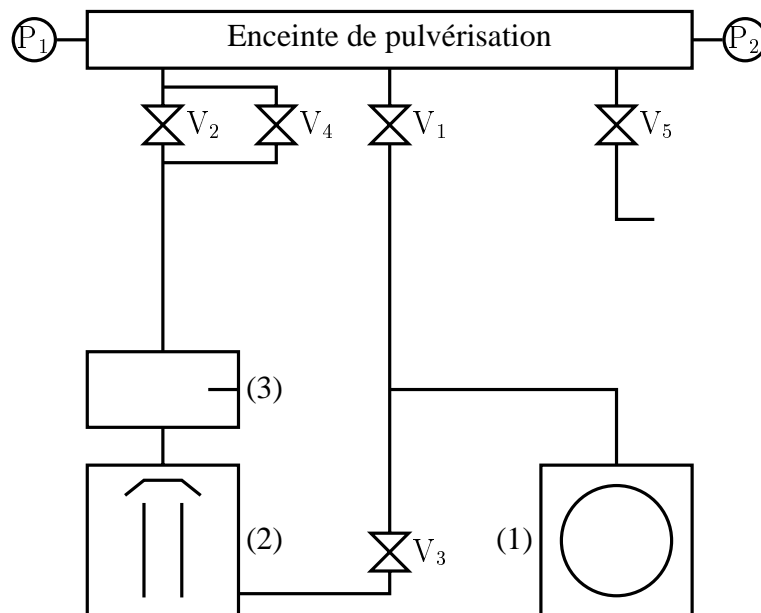 P₁ Enceinte de pulvérisation P₂
V₂ V₄ V₁ V₅
(3)
(2) V₃ (1)